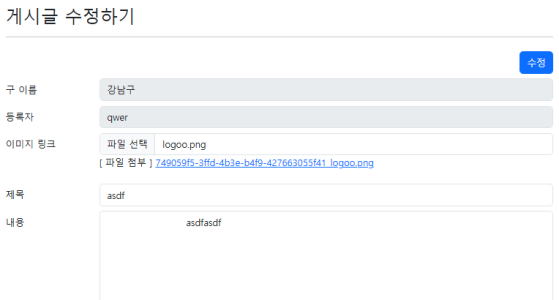 게시글 수정하기
수정
구 이름 강남구
등록자 qwer
이미지 링크 파일 선택 logoo.png
[ 파일 첨부 ] 749059f5-3ffd-4b3e-b4f9-427663055f41_logoo.png
제목 asdf
내용 asdfasdf